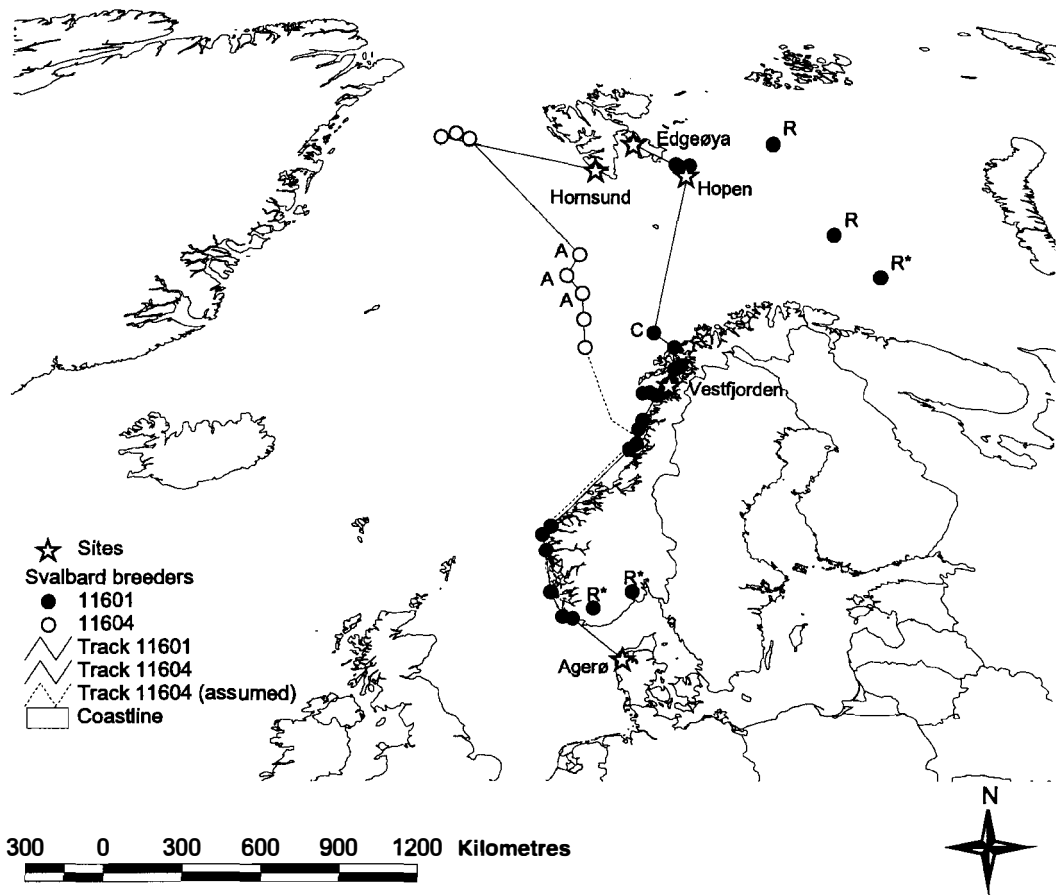 R
Edgeøya
Hornsund
Hopen
R
R*
A
A
A
C
Vestfjorden
Sites
Svalbard breeders
11601
11604
Track 11601
Track 11604
Track 11604 (assumed)
Coastline
R*
R*
Agerø
N
300 0 300 600 900 1200 Kilometres